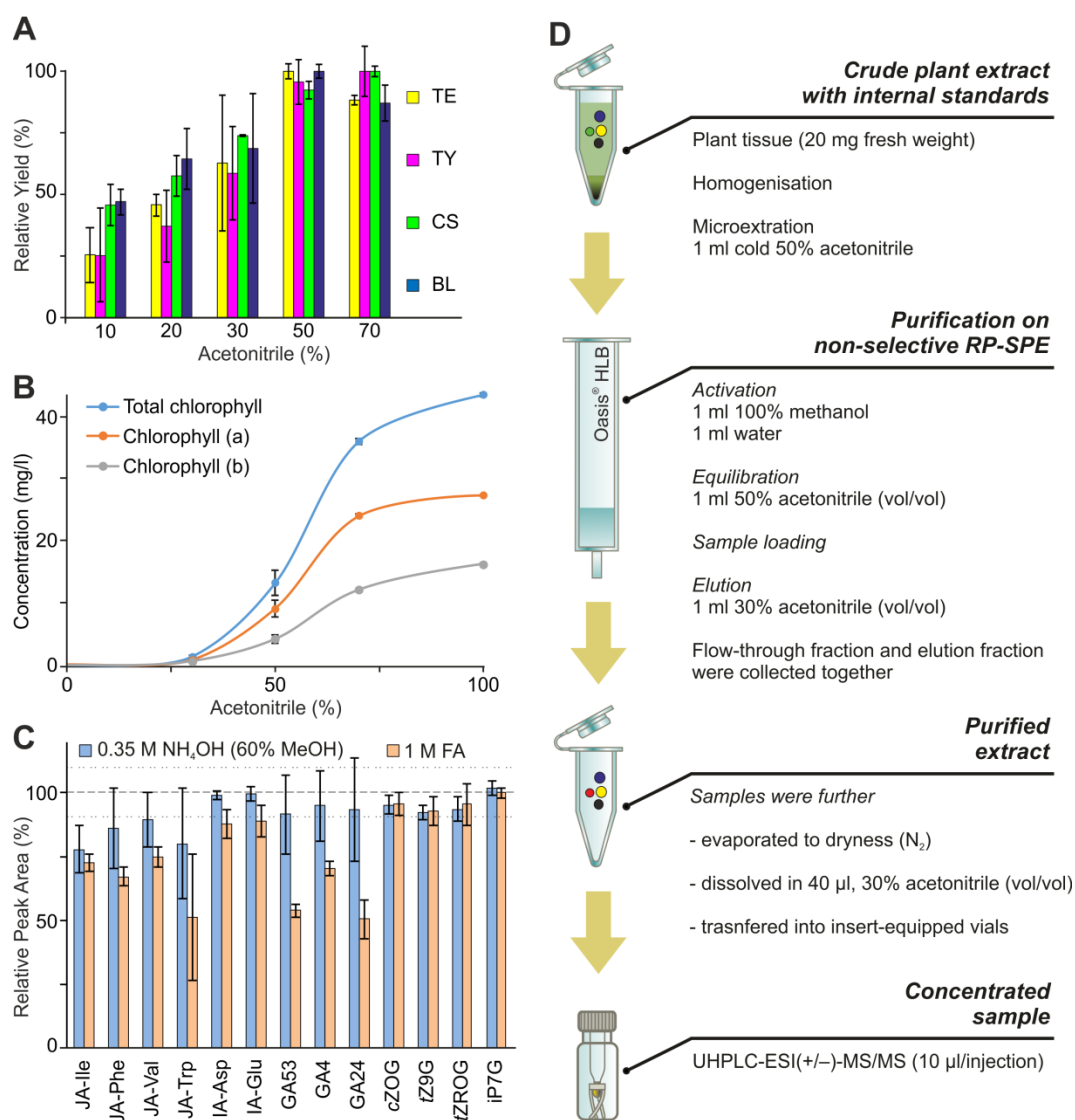 A
Relative Yield (%)
100
50
0
10
20
30
50
70
Acetonitrile (%)
TE
TY
CS
BL
B
Concentration (mg/l)
40
20
0
0
50
100
Acetonitrile (%)
Total chlorophyll
Chlorophyll (a)
Chlorophyll (b)
C
Relative Peak Area (%)
0.35 M NH₄OH (60% MeOH)
1 M FA
100
50
0
JA-Ile
JA-Phe
JA-Val
JA-Trp
IA-Asp
IA-Glu
GA53
GA4
GA24
cZOG
tZ9G
tZROG
iP7G
D
Crude plant extract
with internal standards
Plant tissue (20 mg fresh weight)
Homogenisation
Microextraction
1 ml cold 50% acetonitrile
Purification on
non-selective RP-SPE
Oasis® HLB
Activation
1 ml 100% methanol
1 ml water
Equilibration
1 ml 50% acetonitrile (vol/vol)
Sample loading
Elution
1 ml 30% acetonitrile (vol/vol)
Flow-through fraction and elution fraction
were collected together
Purified
extract
Samples were further
- evaporated to dryness (N₂)
- dissolved in 40 µl, 30% acetonitrile (vol/vol)
- trasnfered into insert-equipped vials
Concentrated
sample
UHPLC-ESI(+/–)-MS/MS (10 µl/injection)